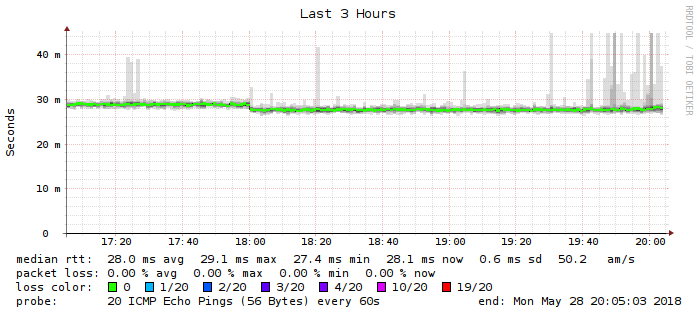 Last 3 Hours
RRDTOOL / TOBI OETIKER
Seconds
40 m
30 m
20 m
10 m
0
17:20 17:40 18:00 18:20 18:40 19:00 19:20 19:40 20:00
median rtt: 28.0 ms avg 29.1 ms max 27.4 ms min 28.1 ms now 0.6 ms sd 50.2 am/s
packet loss: 0.00 % avg 0.00 % max 0.00 % min 0.00 % now
loss color: 0 1/20 2/20 3/20 4/20 10/20 19/20
probe: 20 ICMP Echo Pings (56 Bytes) every 60s end: Mon May 28 20:05:03 2018